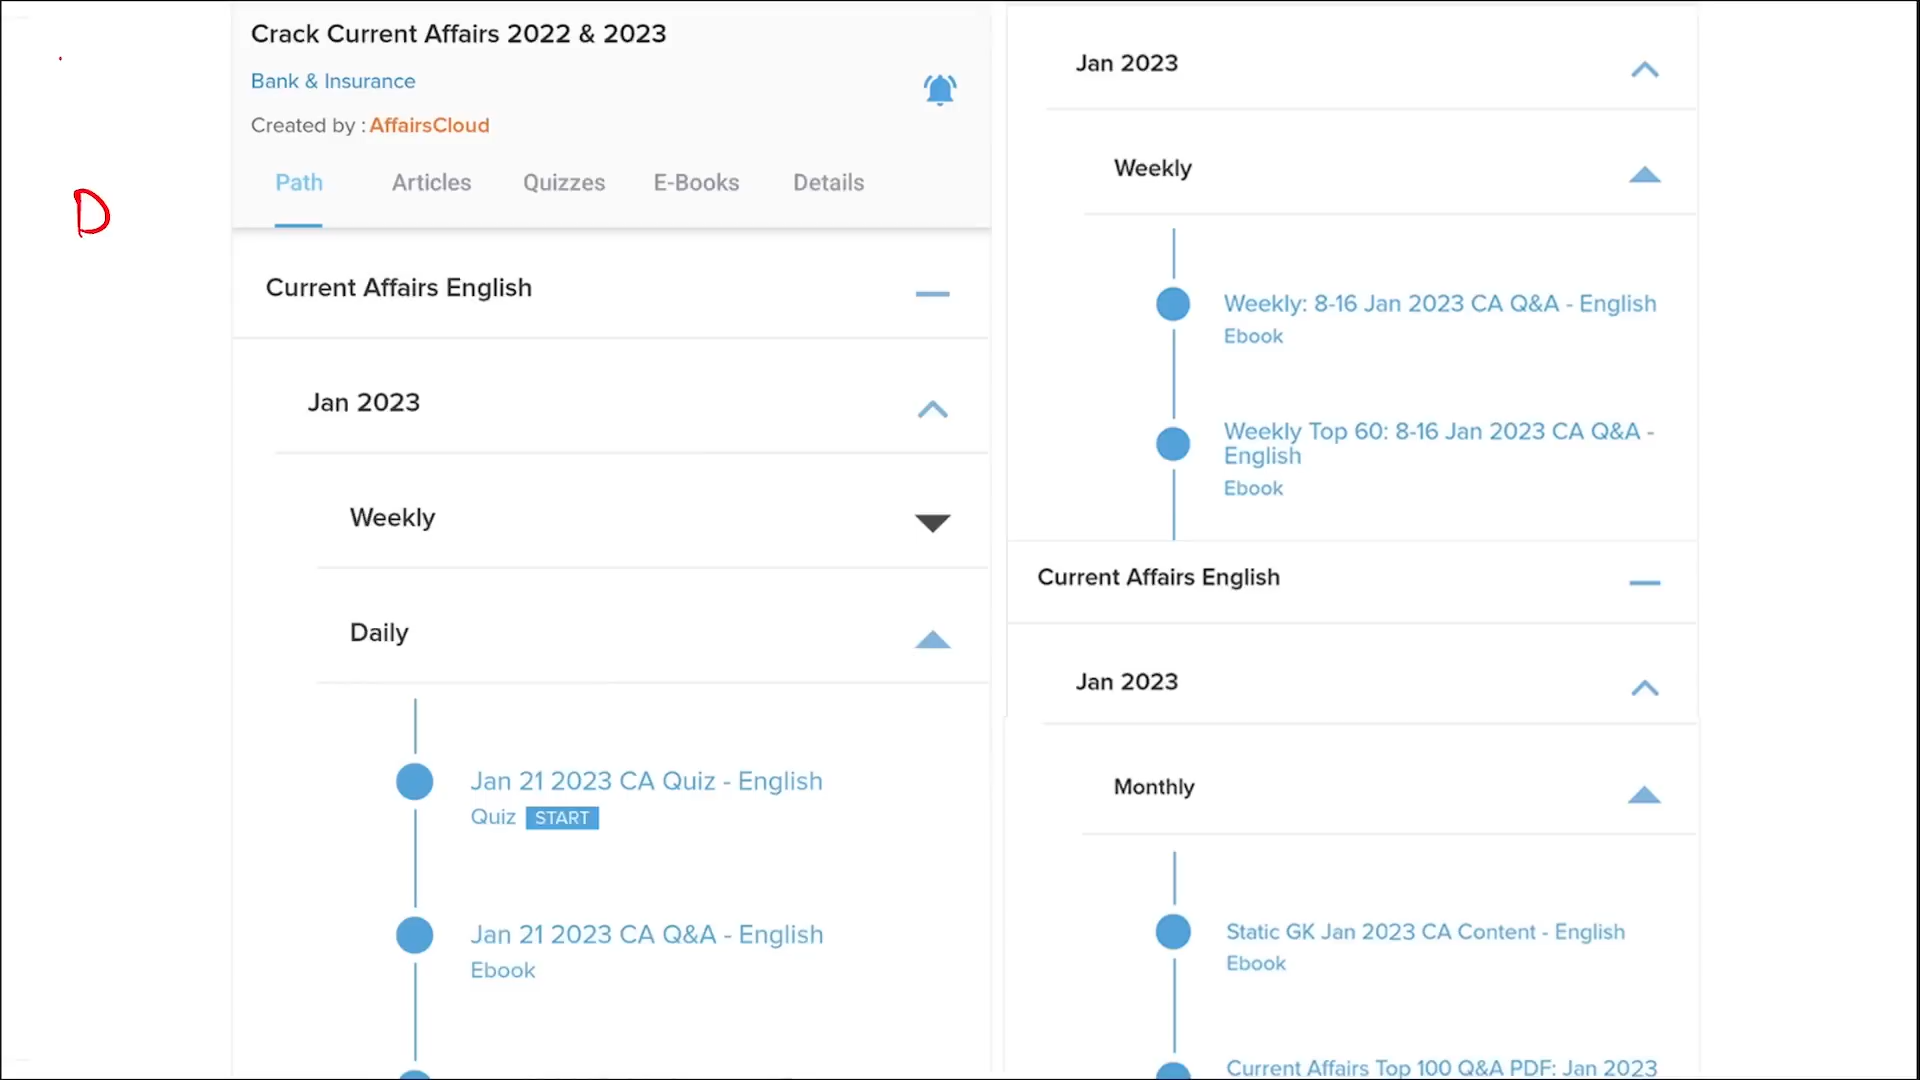 D
Crack Current Affairs 2022 & 2023
Bank & Insurance
Created by : AffairsCloud
Path Articles Quizzes E-Books Details
Current Affairs English
Jan 2023
Weekly
Daily
Jan 21 2023 CA Quiz - English
Quiz START
Jan 21 2023 CA Q&A - English
Ebook
Jan 2023
Weekly
Weekly: 8-16 Jan 2023 CA Q&A - English
Ebook
Weekly Top 60: 8-16 Jan 2023 CA Q&A -
English
Ebook
Current Affairs English
Jan 2023
Monthly
Static GK Jan 2023 CA Content - English
Ebook
Current Affairs Top 100 Q&A PDF: Jan 2023